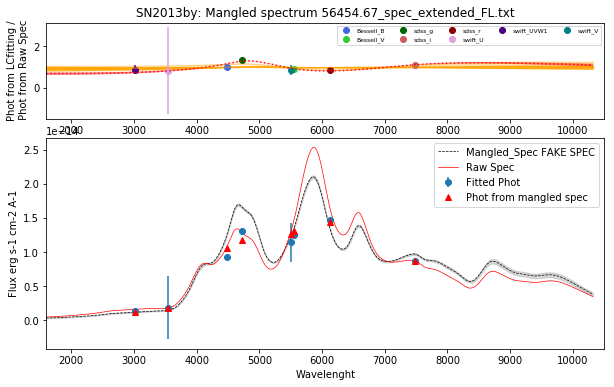 SN2013by: Mangled spectrum 56454.67_spec_extended_FL.txt
Phot from LCfitting /
Phot from Raw Spec
2
0
Bessell_B
Bessell_V
sdss_g
sdss_i
sdss_r
swift_U
swift_UVW1
swift_V
2000 3000 4000 5000 6000 7000 8000 9000 10000
1e−14
Flux erg s-1 cm-2 A-1
2.5
2.0
1.5
1.0
0.5
0.0
Mangled_Spec FAKE SPEC
Raw Spec
Fitted Phot
Phot from mangled spec
2000 3000 4000 5000 6000 7000 8000 9000 10000
Wavelenght